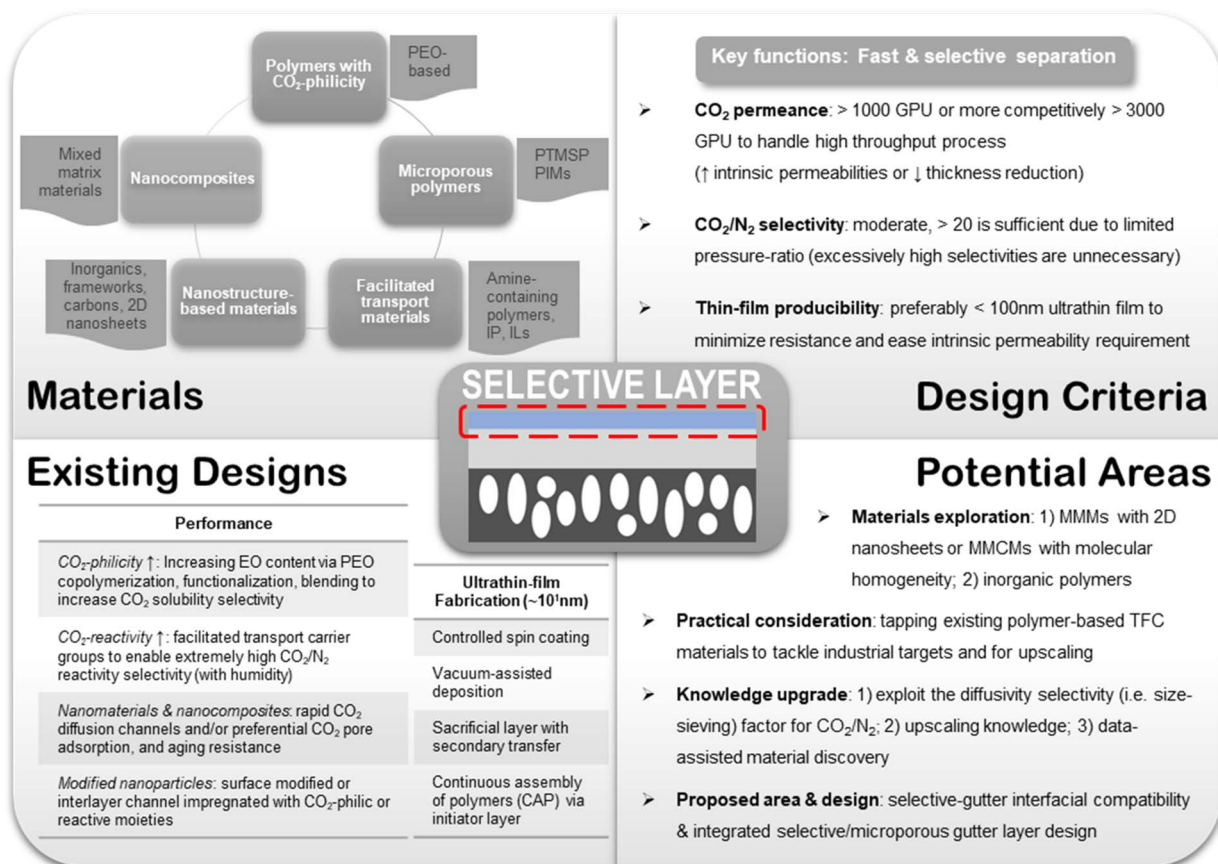 Polymers with
CO₂-philicity
PEO-
based
Mixed
matrix
materials
Nanocomposites
Microporous
polymers
PTMSP
PIMs
Inorganics,
frameworks,
carbons, 2D
nanosheets
Nanostructure-
based materials
Facilitated
transport
materials
Amine-
containing
polymers,
IP, ILs
Materials
Key functions: Fast & selective separation
➢ CO₂ permeance: > 1000 GPU or more competitively > 3000
GPU to handle high throughput process
(↑ intrinsic permeabilities or ↓ thickness reduction)
➢ CO₂/N₂ selectivity: moderate, > 20 is sufficient due to limited
pressure-ratio (excessively high selectivities are unnecessary)
➢ Thin-film producibility: preferably < 100nm ultrathin film to
minimize resistance and ease intrinsic permeability requirement
Design Criteria
SELECTIVE LAYER
Existing Designs
Performance
CO₂-philicity ↑: Increasing EO content via PEO
copolymerization, functionalization, blending to
increase CO₂ solubility selectivity
CO₂-reactivity ↑: facilitated transport carrier
groups to enable extremely high CO₂/N₂
reactivity selectivity (with humidity)
Nanomaterials & nanocomposites: rapid CO₂
diffusion channels and/or preferential CO₂ pore
adsorption, and aging resistance
Modified nanoparticles: surface modified or
interlayer channel impregnated with CO₂-philic or
reactive moieties
Ultrathin-film
Fabrication (~10¹nm)
Controlled spin coating
Vacuum-assisted
deposition
Sacrificial layer with
secondary transfer
Continuous assembly
of polymers (CAP) via
initiator layer
Potential Areas
➢ Materials exploration: 1) MMMs with 2D
nanosheets or MMCMs with molecular
homogeneity; 2) inorganic polymers
➢ Practical consideration: tapping existing polymer-based TFC
materials to tackle industrial targets and for upscaling
➢ Knowledge upgrade: 1) exploit the diffusivity selectivity (i.e. size-
sieving) factor for CO₂/N₂; 2) upscaling knowledge; 3) data-
assisted material discovery
➢ Proposed area & design: selective-gutter interfacial compatibility
& integrated selective/microporous gutter layer design